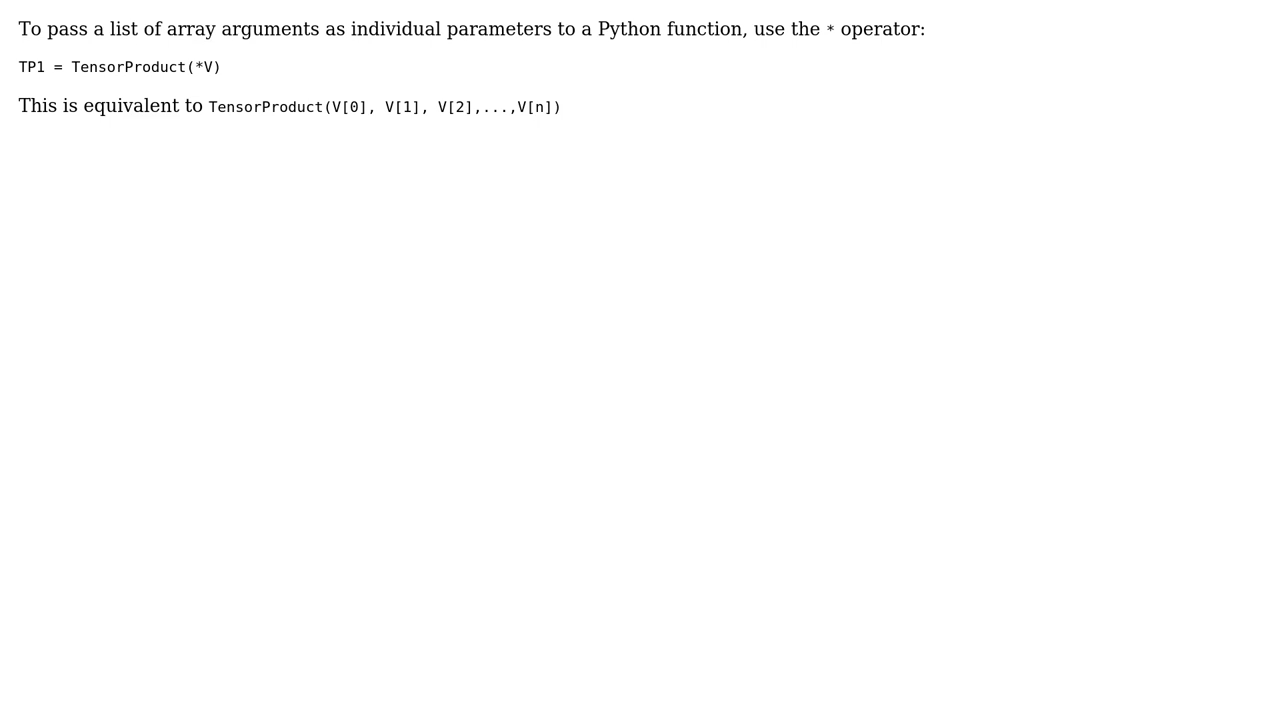 To pass a list of array arguments as individual parameters to a Python function, use the * operator:
TP1 = TensorProduct(*V)
This is equivalent to TensorProduct(V[0], V[1], V[2],...,V[n])